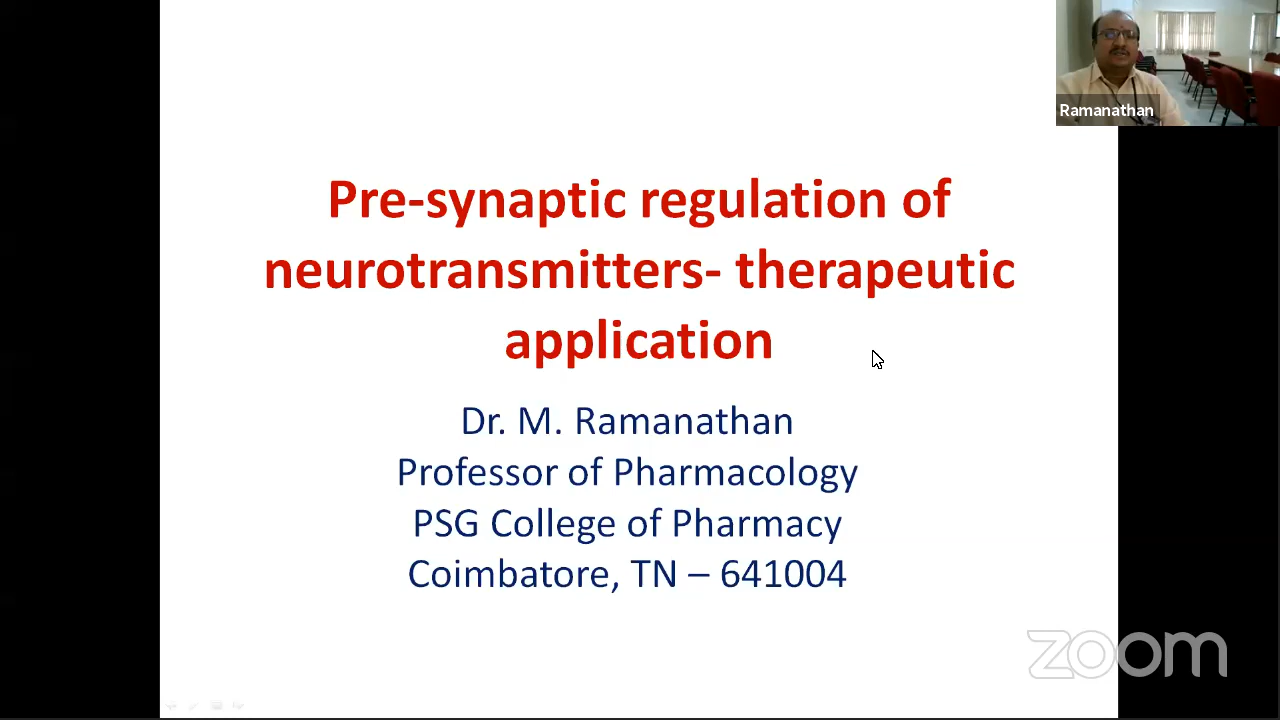 Ramanathan
Pre-synaptic regulation of
neurotransmitters- therapeutic
application
Dr. M. Ramanathan
Professor of Pharmacology
PSG College of Pharmacy
Coimbatore, TN – 641004
zoom